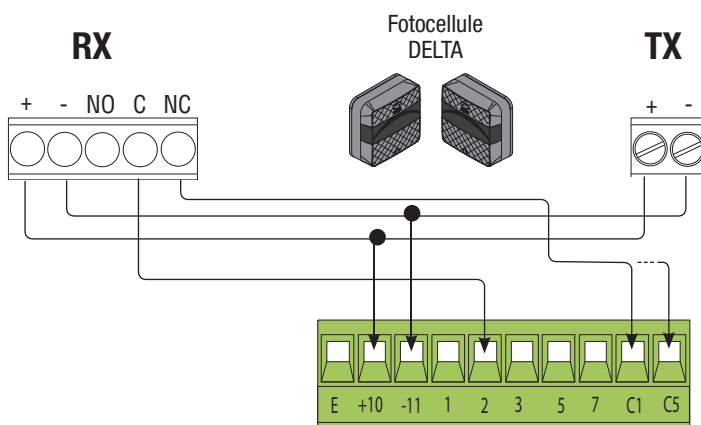 Fotocellule
DELTA
RX
TX
+ - NO C NC
+ -
E +10 -11 1 2 3 5 7 C1 C5